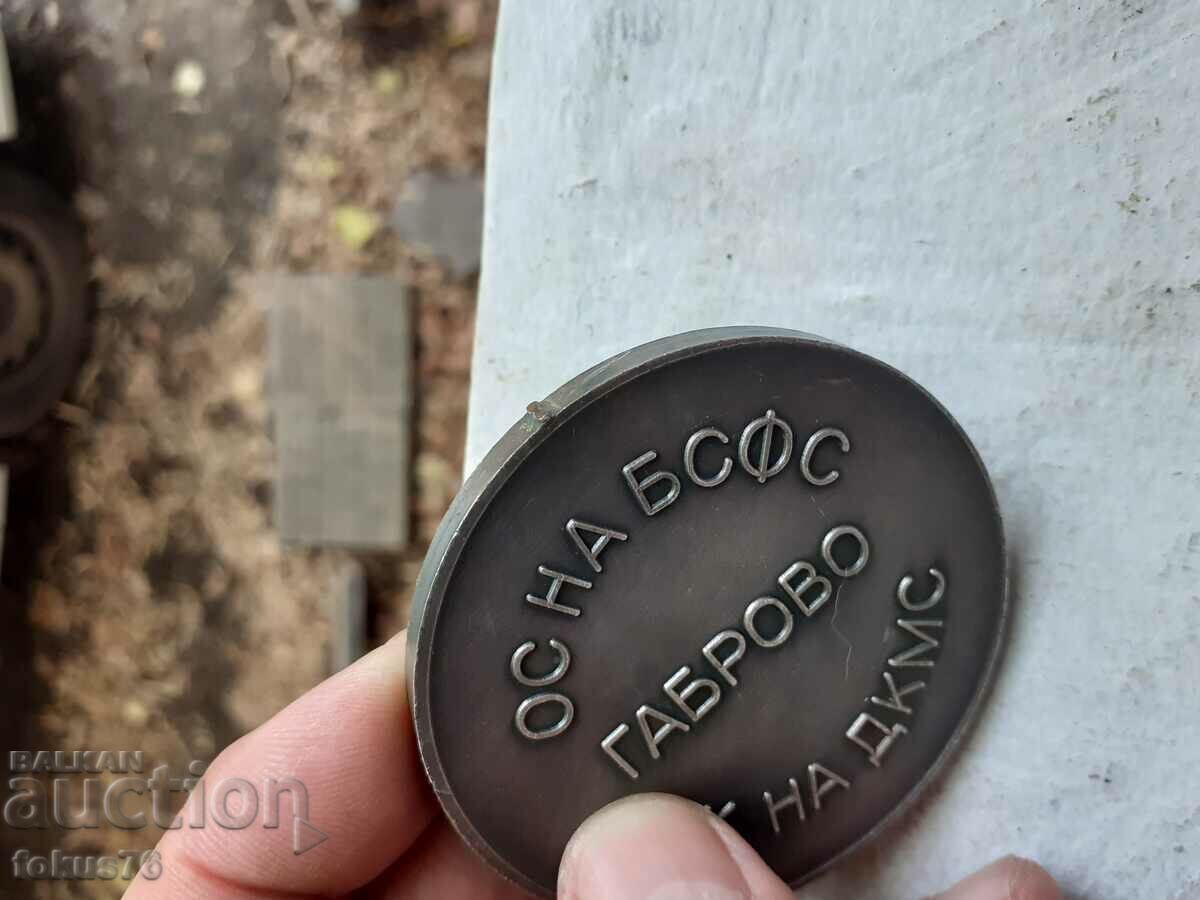 ОС НА БСФС
ГАБРОВО
НА ДКМС
BALKAN
auction
fokus76